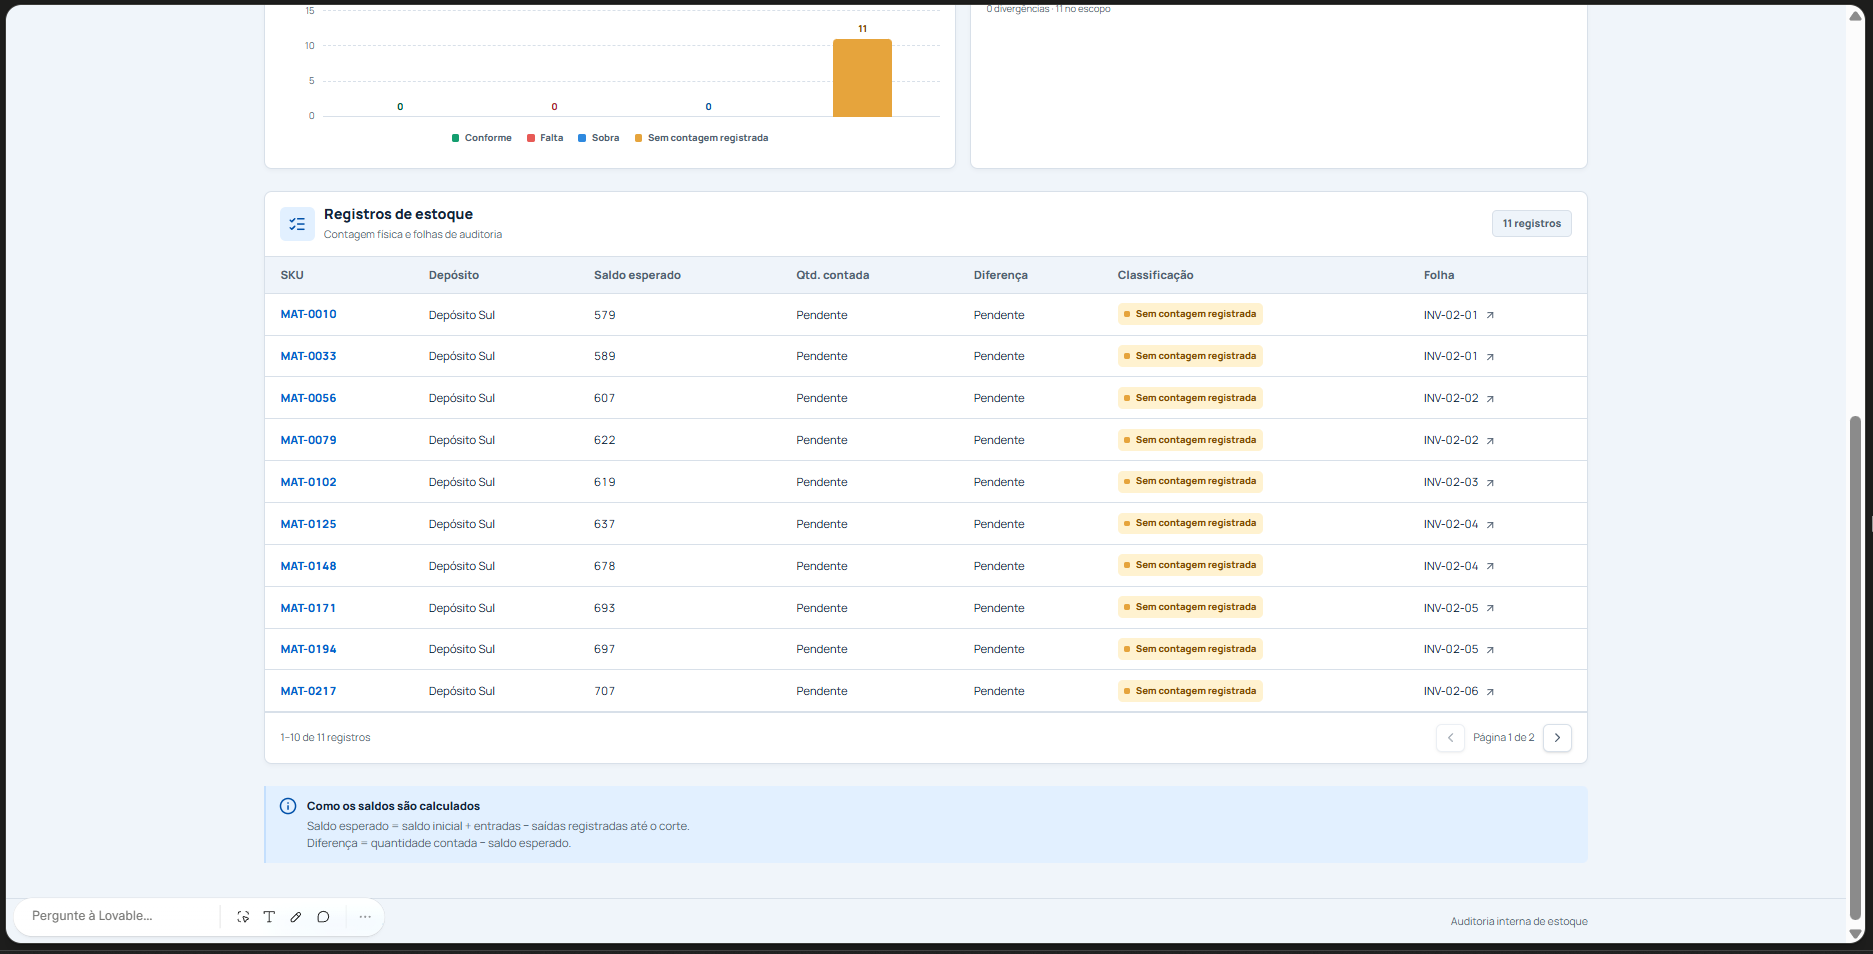 15
0 divergências · 11 no escopo
11
10
5
0
0
0
0
Conforme Falta Sobra Sem contagem registrada
Registros de estoque
Contagem física e folhas de auditoria
11 registros
SKU Depósito Saldo esperado Qtd. contada Diferença Classificação Folha
MAT-0010 Depósito Sul 579 Pendente Pendente Sem contagem registrada INV-02-01
MAT-0033 Depósito Sul 589 Pendente Pendente Sem contagem registrada INV-02-01
MAT-0056 Depósito Sul 607 Pendente Pendente Sem contagem registrada INV-02-02
MAT-0079 Depósito Sul 622 Pendente Pendente Sem contagem registrada INV-02-02
MAT-0102 Depósito Sul 619 Pendente Pendente Sem contagem registrada INV-02-03
MAT-0125 Depósito Sul 637 Pendente Pendente Sem contagem registrada INV-02-04
MAT-0148 Depósito Sul 678 Pendente Pendente Sem contagem registrada INV-02-04
MAT-0171 Depósito Sul 693 Pendente Pendente Sem contagem registrada INV-02-05
MAT-0194 Depósito Sul 697 Pendente Pendente Sem contagem registrada INV-02-05
MAT-0217 Depósito Sul 707 Pendente Pendente Sem contagem registrada INV-02-06
1–10 de 11 registros
Página 1 de 2
Como os saldos são calculados
Saldo esperado = saldo inicial + entradas − saídas registradas até o corte.
Diferença = quantidade contada − saldo esperado.
Pergunte à Lovable...
Auditoria interna de estoque